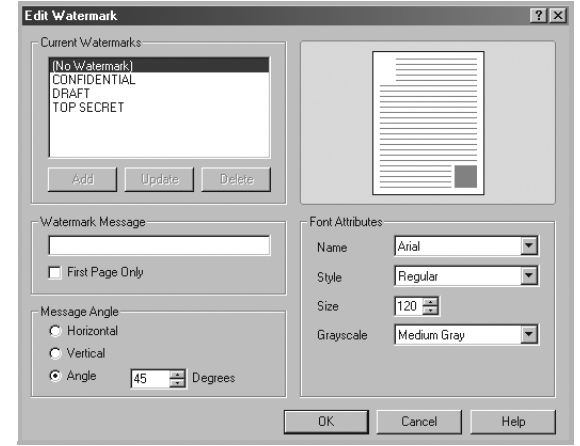 Edit Watermark
Current Watermarks
(No Watermark)
CONFIDENTIAL
DRAFT
TOP SECRET
Add Update Delete
Watermark Message
First Page Only
Message Angle
Horizontal
Vertical
Angle 45 Degrees
Font Attributes
Name Arial
Style Regular
Size 120
Grayscale Medium Gray
OK Cancel Help